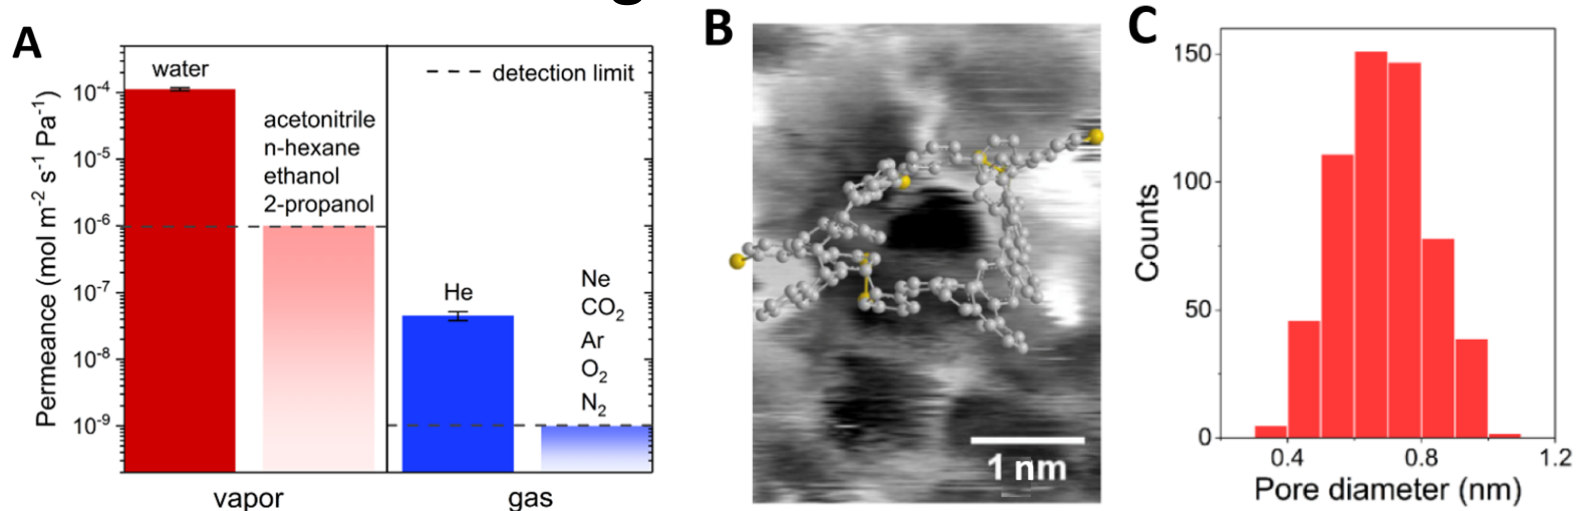 g
A
water
detection limit
acetonitrile
n-hexane
ethanol
2-propanol
He
Ne
CO₂
Ar
O₂
N₂
10⁻⁴
10⁻⁵
10⁻⁶
10⁻⁷
10⁻⁸
10⁻⁹
Permeance (mol m⁻² s⁻¹ Pa⁻¹)
vapor
gas
B
1 nm
C
150
100
50
0
Counts
0.4
0.8
1.2
Pore diameter (nm)